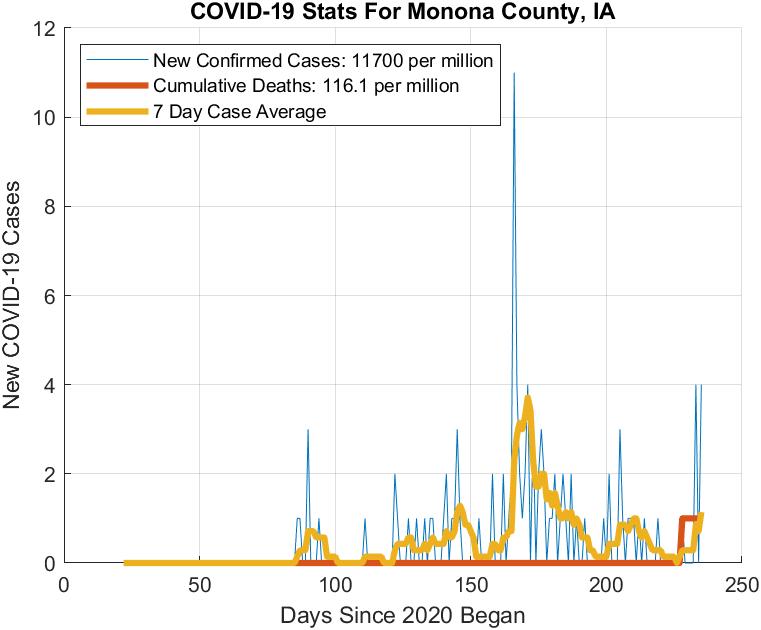 COVID-19 Stats For Monona County, IA
New Confirmed Cases: 11700 per million
Cumulative Deaths: 116.1 per million
7 Day Case Average
New COVID-19 Cases
12
10
8
6
4
2
0
0 50 100 150 200 250
Days Since 2020 Began